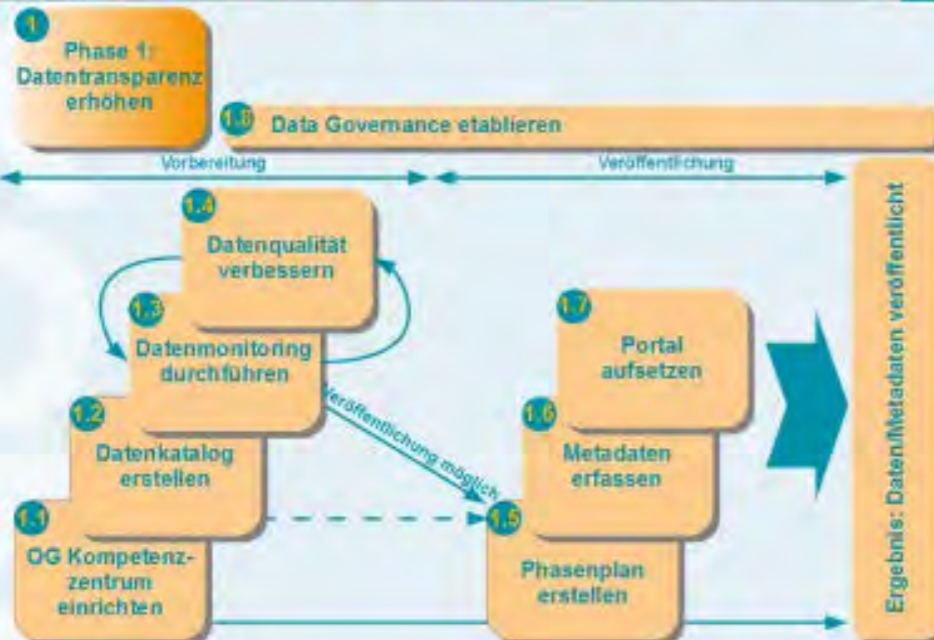 1
Phase 1:
Datentransparenz
erhöhen
1.8
Data Governance etablieren
Vorbereitung
Veröffentlichung
1.4
Datenqualität
verbessern
1.3
Datenmonitoring
durchführen
1.2
Datenkatalog
erstellen
1.1
OG Kompetenz-
zentrum
einrichten
Veröffentlichung möglich
1.7
Portal
aufsetzen
1.6
Metadaten
erfassen
1.5
Phasenplan
erstellen
Ergebnis: Daten/Metadaten veröffentlicht